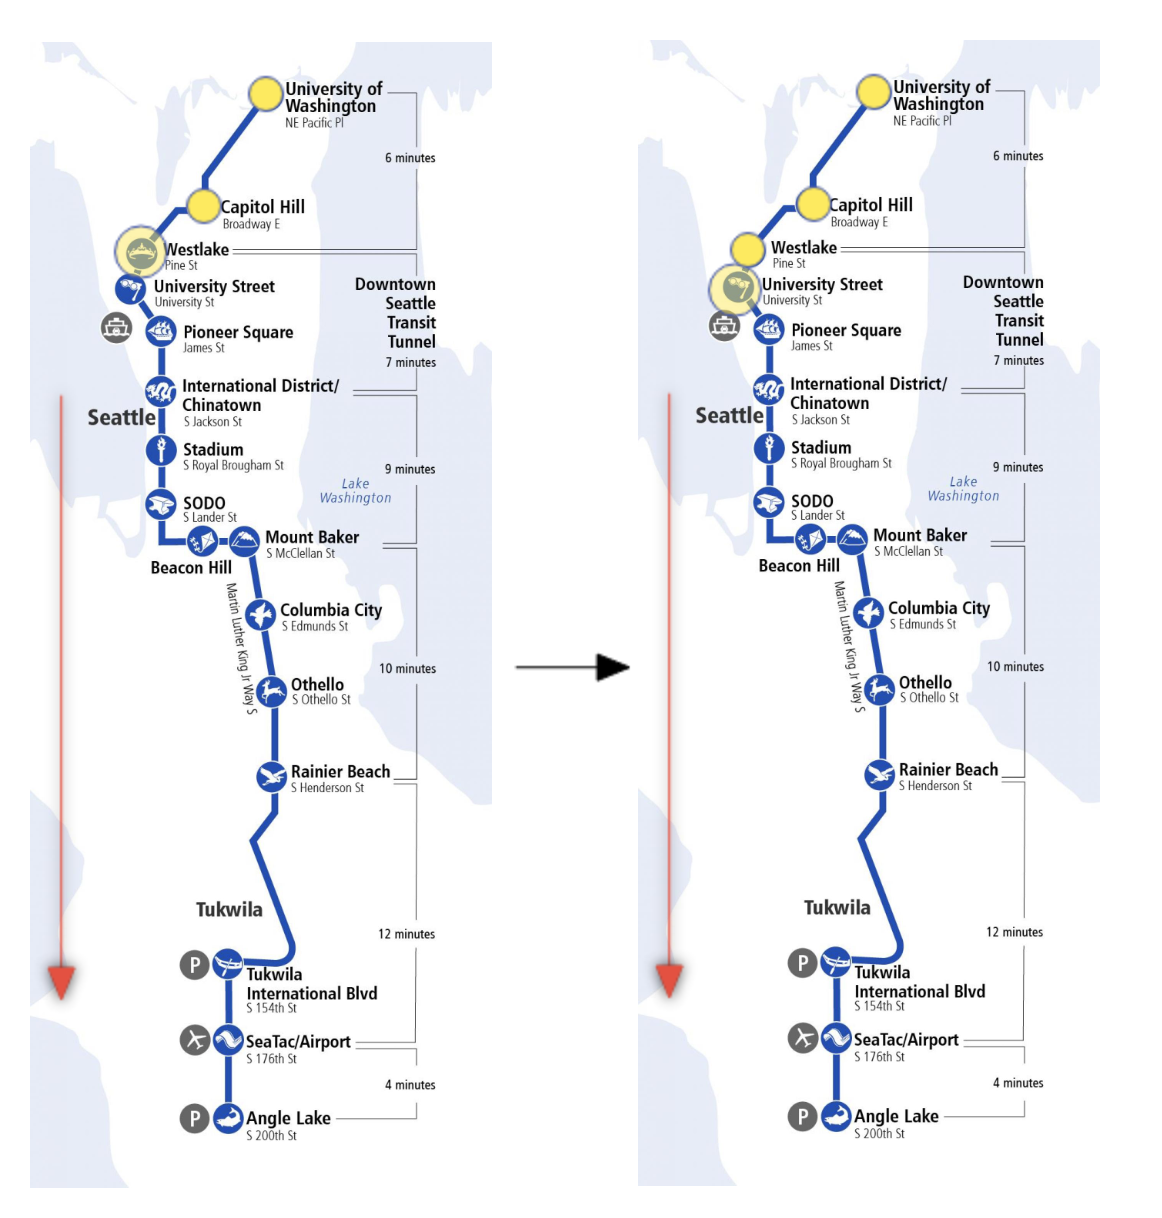 University of
Washington
NE Pacific Pl
6 minutes
Capitol Hill
Broadway E
Westlake
Pine St
University Street
University St
Downtown
Seattle
Transit
Tunnel
Pioneer Square
James St
7 minutes
International District/
Chinatown
S Jackson St
Seattle
Stadium
S Royal Brougham St
9 minutes
Lake
Washington
SODO
S Lander St
Mount Baker
S McClellan St
Beacon Hill
Martin Luther King Jr Way S
Columbia City
S Edmunds St
10 minutes
Othello
S Othello St
Rainier Beach
S Henderson St
Tukwila
12 minutes
P
Tukwila
International Blvd
S 154th St
SeaTac/Airport
S 176th St
4 minutes
P
Angle Lake
S 200th St
University of
Washington
NE Pacific Pl
6 minutes
Capitol Hill
Broadway E
Westlake
Pine St
University Street
University St
Downtown
Seattle
Transit
Tunnel
Pioneer Square
James St
7 minutes
International District/
Chinatown
S Jackson St
Seattle
Stadium
S Royal Brougham St
9 minutes
Lake
Washington
SODO
S Lander St
Mount Baker
S McClellan St
Beacon Hill
Martin Luther King Jr Way S
Columbia City
S Edmunds St
10 minutes
Othello
S Othello St
Rainier Beach
S Henderson St
Tukwila
12 minutes
P
Tukwila
International Blvd
S 154th St
SeaTac/Airport
S 176th St
4 minutes
P
Angle Lake
S 200th St